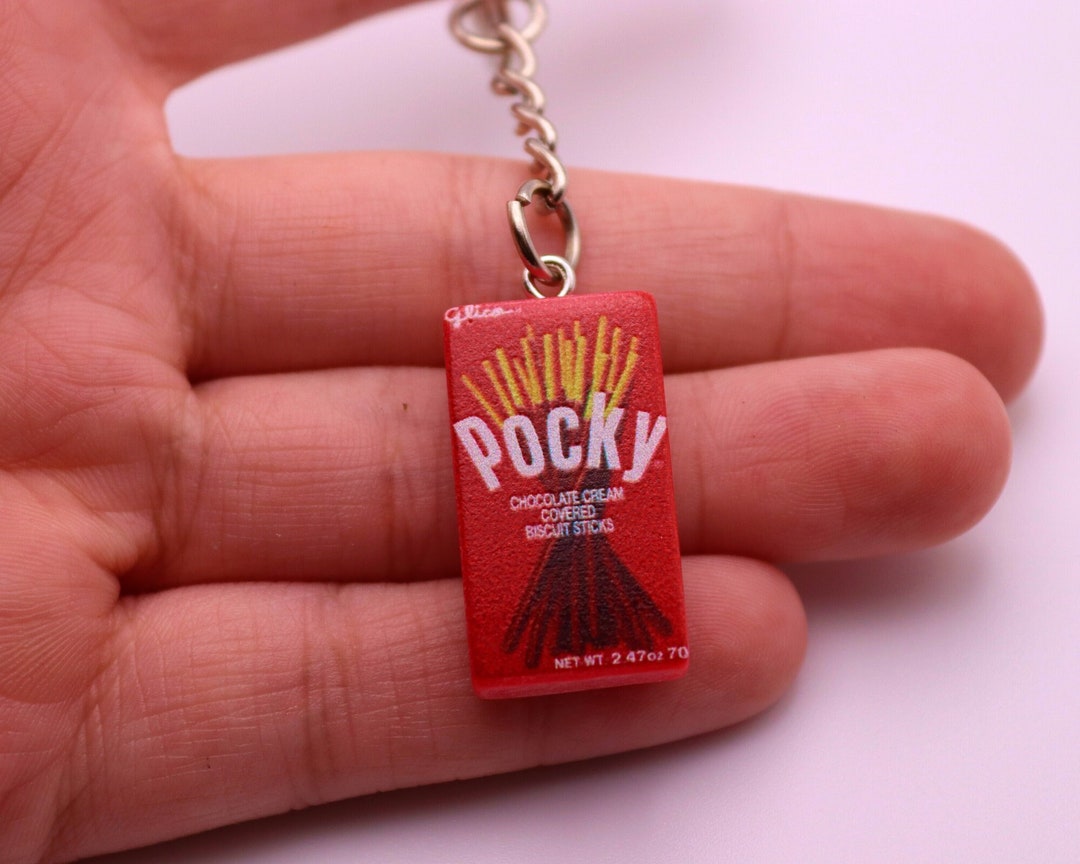 Glico
Pocky
CHOCOLATE CREAM
COVERED
BISCUIT STICKS
NET WT. 2.47oz 70